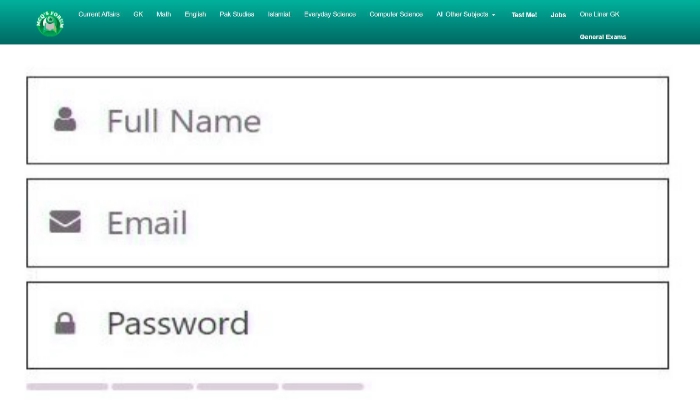 Current Affairs GK Math English Pak Studies Islamiat Everyday Science Computer Science All Other Subjects Test Me! Jobs One Liner GK
General Exams
Full Name
Email
Password